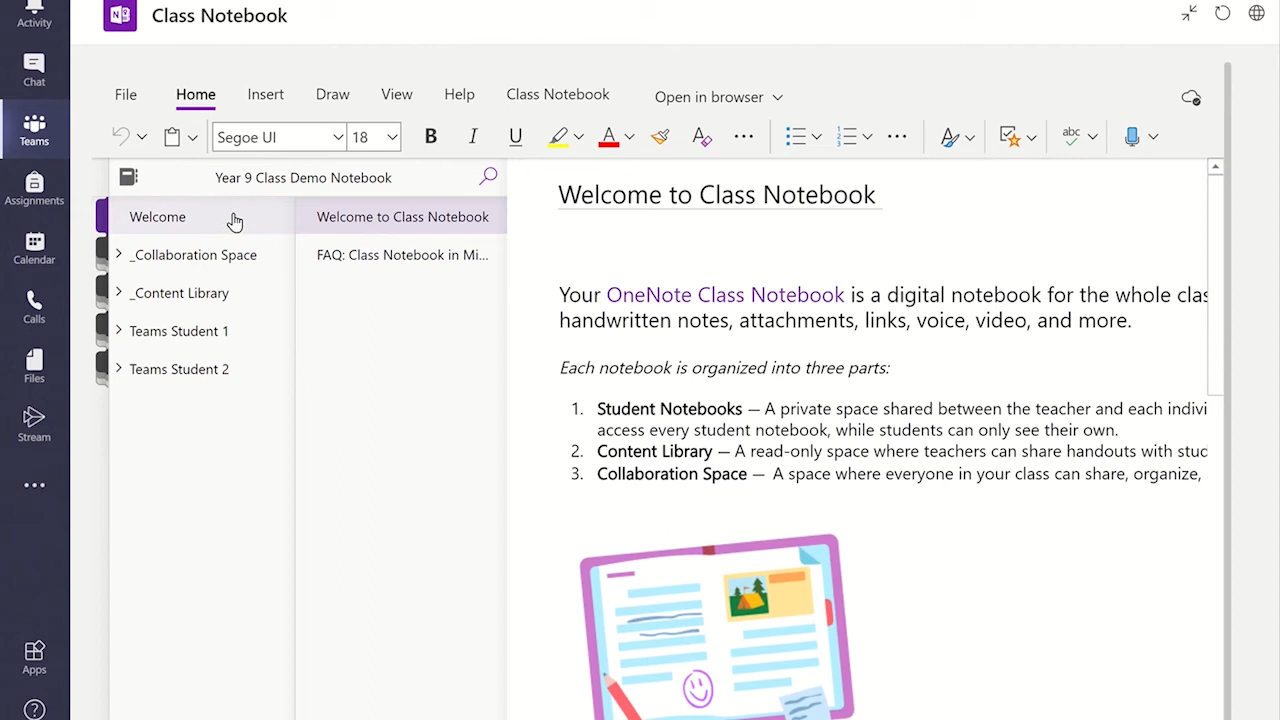 Class Notebook
Activity
Chat
Teams
Assignments
Calendar
Calls
Files
Stream
Apps
File Home Insert Draw View Help Class Notebook Open in browser
Segoe UI 18 B I U A A abc
Year 9 Class Demo Notebook
Welcome
_Collaboration Space
_Content Library
Teams Student 1
Teams Student 2
Welcome to Class Notebook
FAQ: Class Notebook in Mi...
Welcome to Class Notebook
Your OneNote Class Notebook is a digital notebook for the whole clas
handwritten notes, attachments, links, voice, video, and more.
Each notebook is organized into three parts:
1. Student Notebooks — A private space shared between the teacher and each indivi
access every student notebook, while students can only see their own.
2. Content Library — A read-only space where teachers can share handouts with stud
3. Collaboration Space — A space where everyone in your class can share, organize,